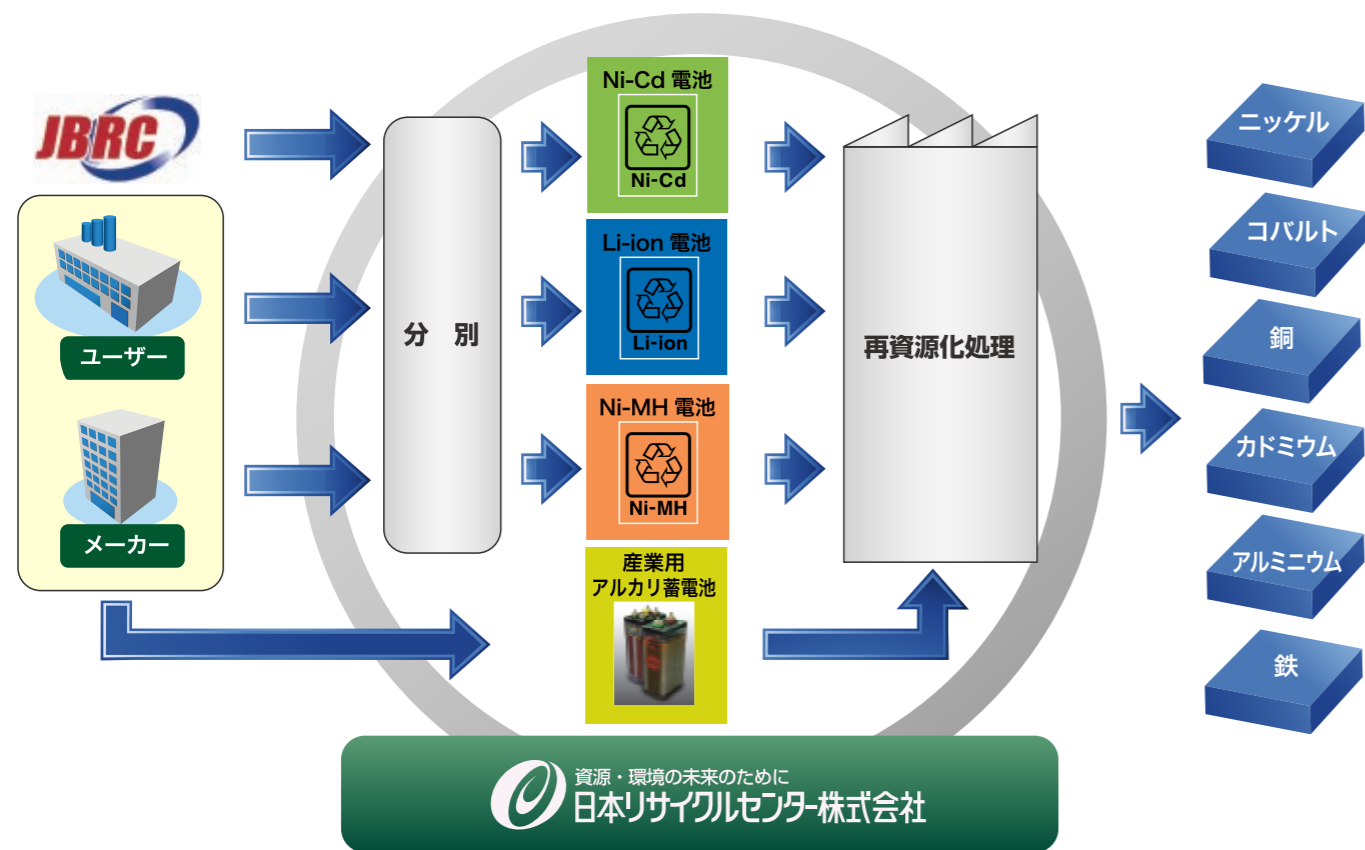 JBRC
ユーザー
メーカー
分 別
Ni-Cd 電池
Ni-Cd
Li-ion 電池
Li-ion
Ni-MH 電池
Ni-MH
産業用
アルカリ蓄電池
再資源化処理
ニッケル
コバルト
銅
カドミウム
アルミニウム
鉄
資源・環境の未来のために
日本リサイクルセンター株式会社